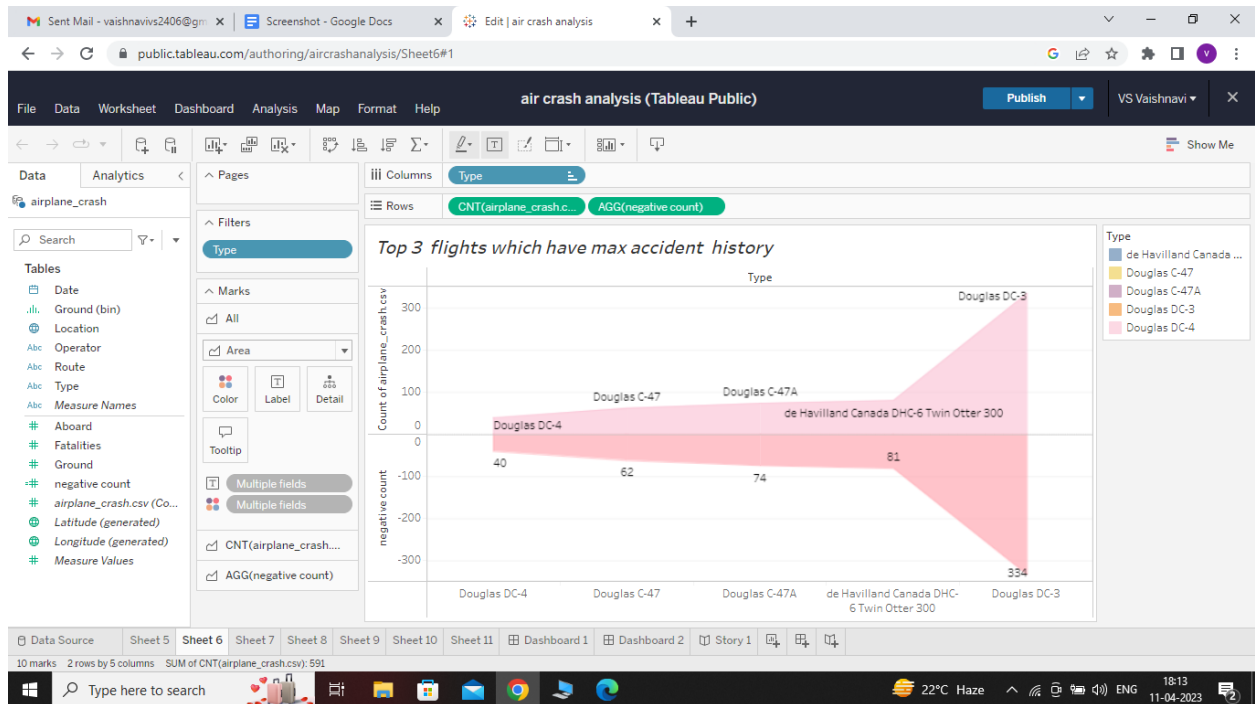 Sent Mail - vaishnavivs2406@gm
Screenshot - Google Docs
Edit | air crash analysis
public.tableau.com/authoring/aircrashanalysis/Sheet6#1
air crash analysis (Tableau Public)
File Data Worksheet Dashboard Analysis Map Format Help
Publish
VS Vaishnavi
Show Me
Data Analytics
airplane_crash
Search
Tables
Date
Ground (bin)
Location
Abc Operator
Abc Route
Abc Type
Abc Measure Names
# Aboard
# Fatalities
# Ground
=# negative count
# airplane_crash.csv (Co...
Latitude (generated)
Longitude (generated)
# Measure Values
Pages
Filters
Type
Marks
All
Area
Color Label Detail
Tooltip
Multiple fields
Multiple fields
CNT(airplane_crash....
AGG(negative count)
iii Columns Type
Rows CNT(airplane_crash.c... AGG(negative count)
Top 3 flights which have max accident history
Type
Count of airplane_crash.csv
300
200
100
0
Douglas DC-4
Douglas C-47
Douglas C-47A
de Havilland Canada DHC-6 Twin Otter 300
Douglas DC-3
negative count
0
-100
-200
-300
40
62
74
81
334
Douglas DC-4
Douglas C-47
Douglas C-47A
de Havilland Canada DHC-
6 Twin Otter 300
Douglas DC-3
Type
de Havilland Canada ...
Douglas C-47
Douglas C-47A
Douglas DC-3
Douglas DC-4
Data Source Sheet 5 Sheet 6 Sheet 7 Sheet 8 Sheet 9 Sheet 10 Sheet 11 Dashboard 1 Dashboard 2 Story 1
10 marks 2 rows by 5 columns SUM of CNT(airplane_crash.csv): 591
Type here to search
22°C Haze
ENG
18:13
11-04-2023
2